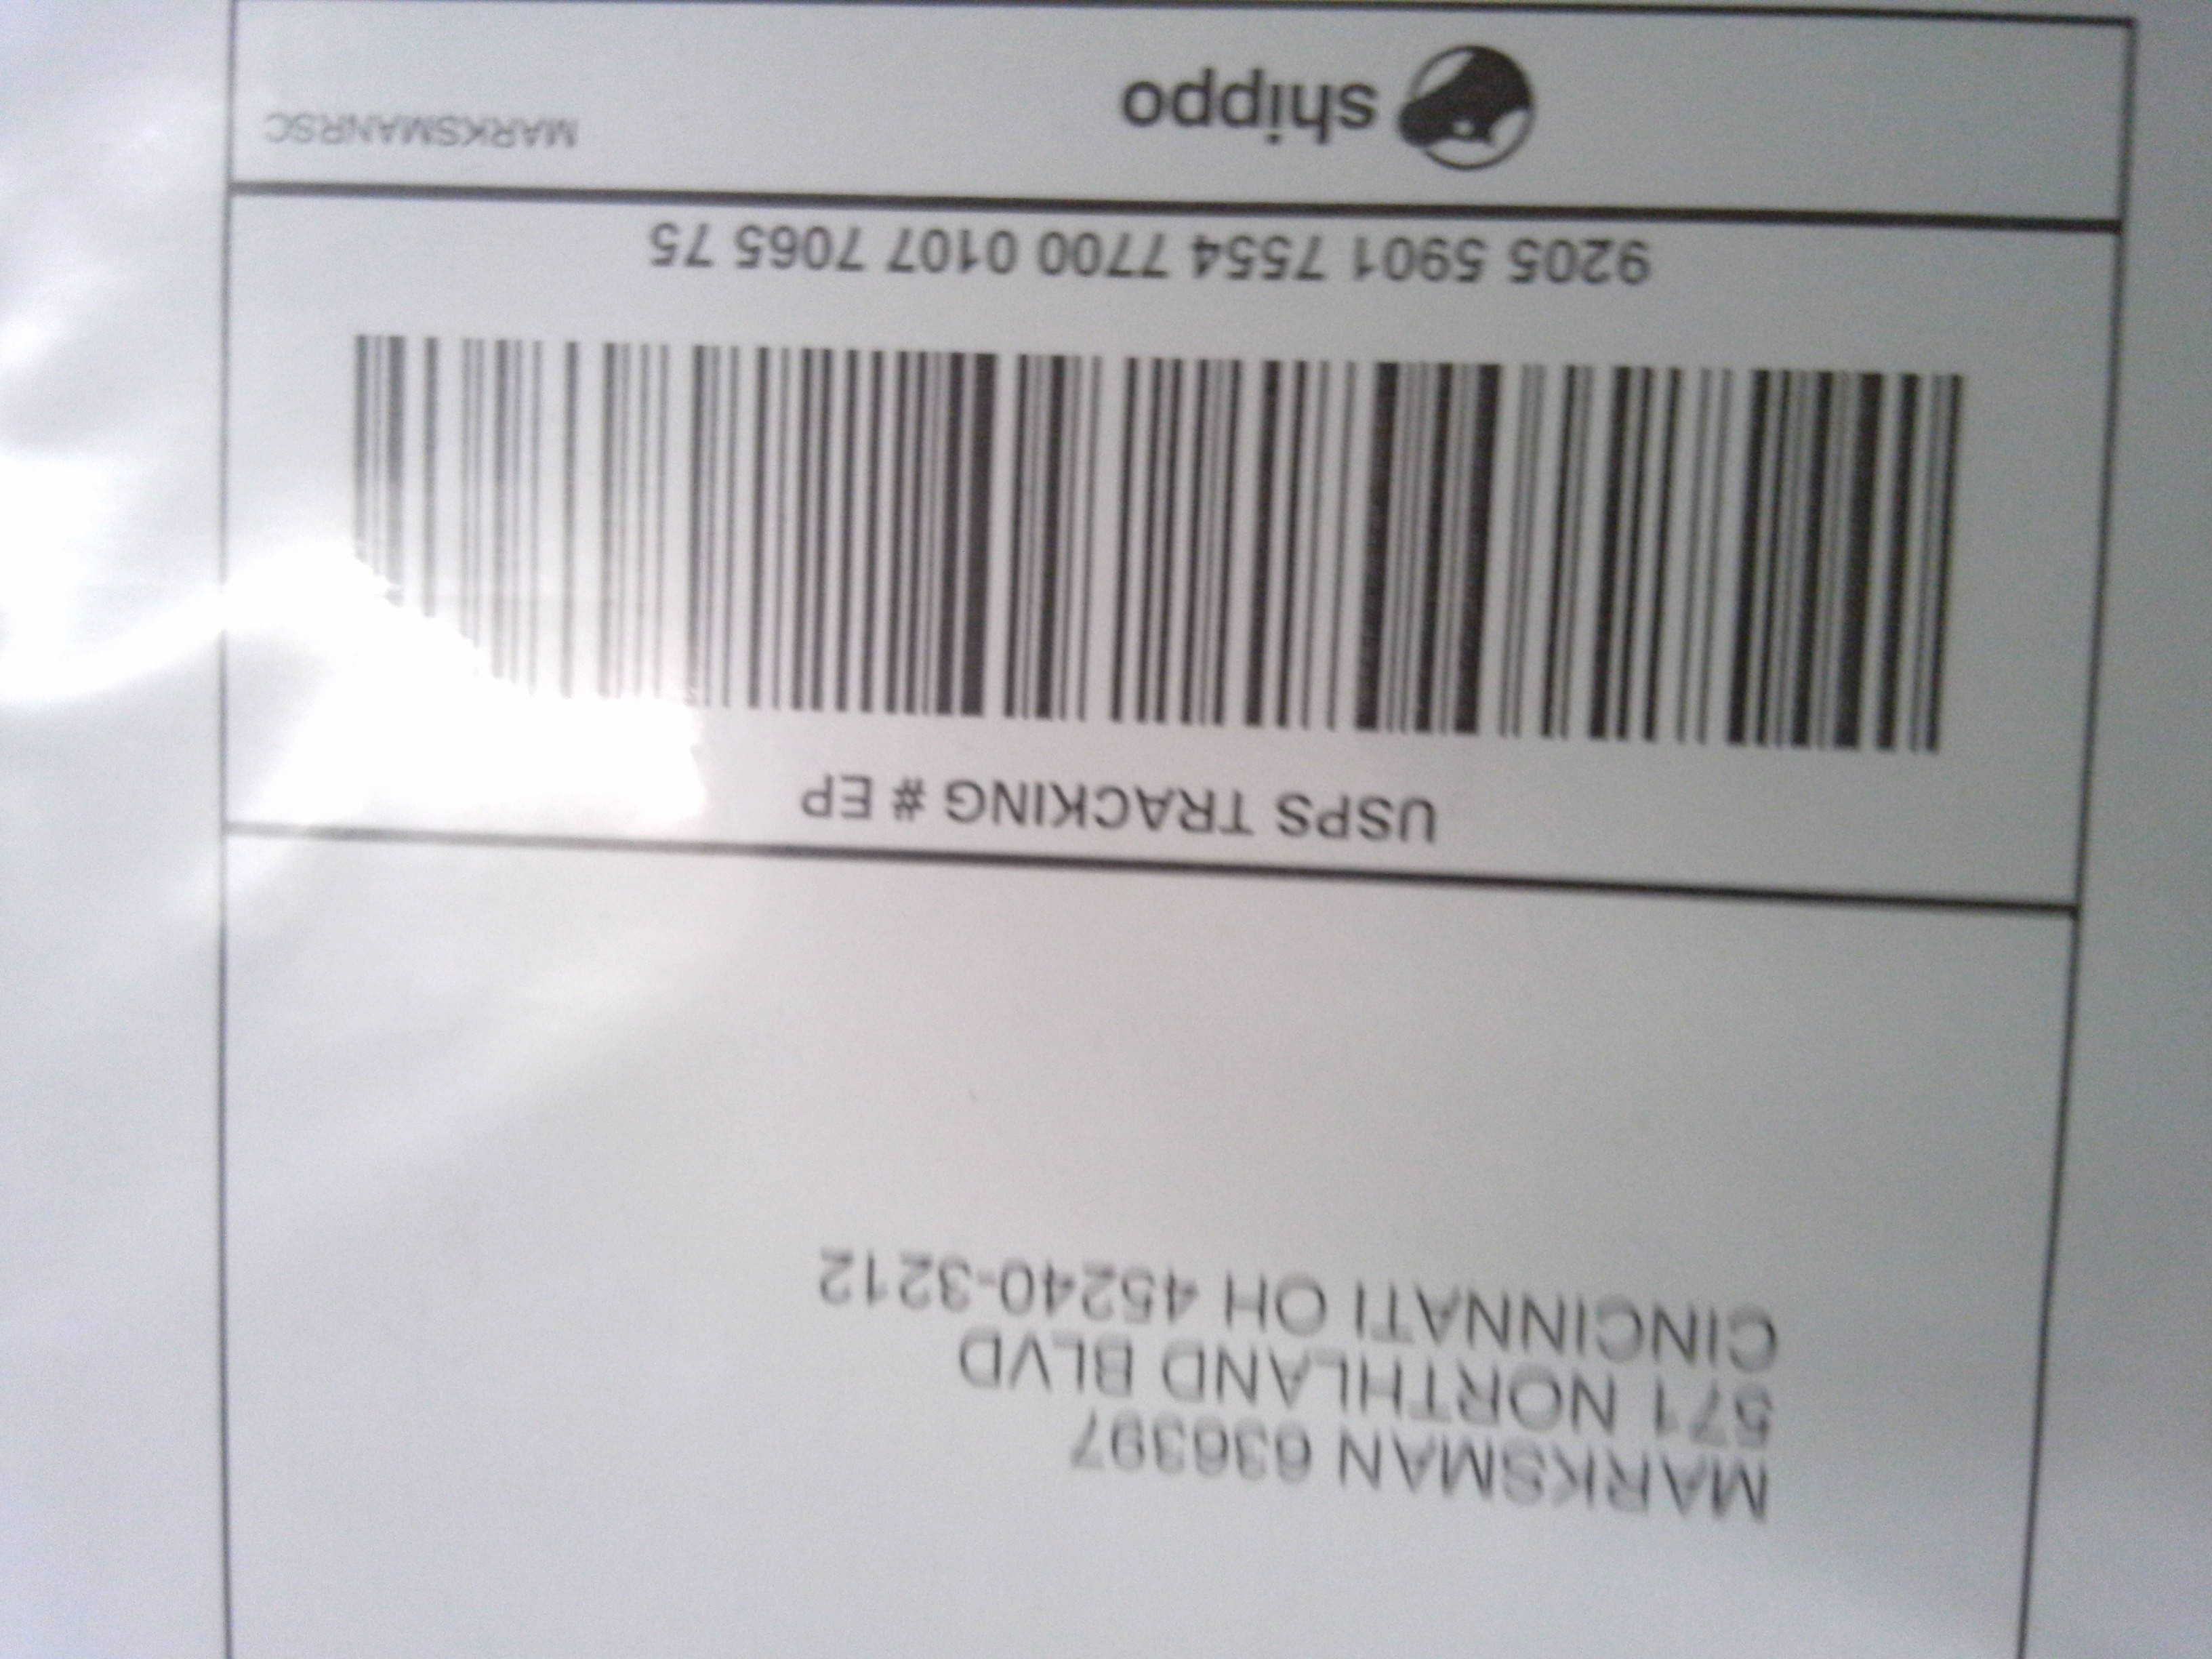 MARKSMAN 636397
571 NORTHLAND BLVD
CINCINNATI OH 45240-3212
USPS TRACKING # EP
9205 5901 7554 7700 0107 7065 75
shippo
MARKSMANRSC